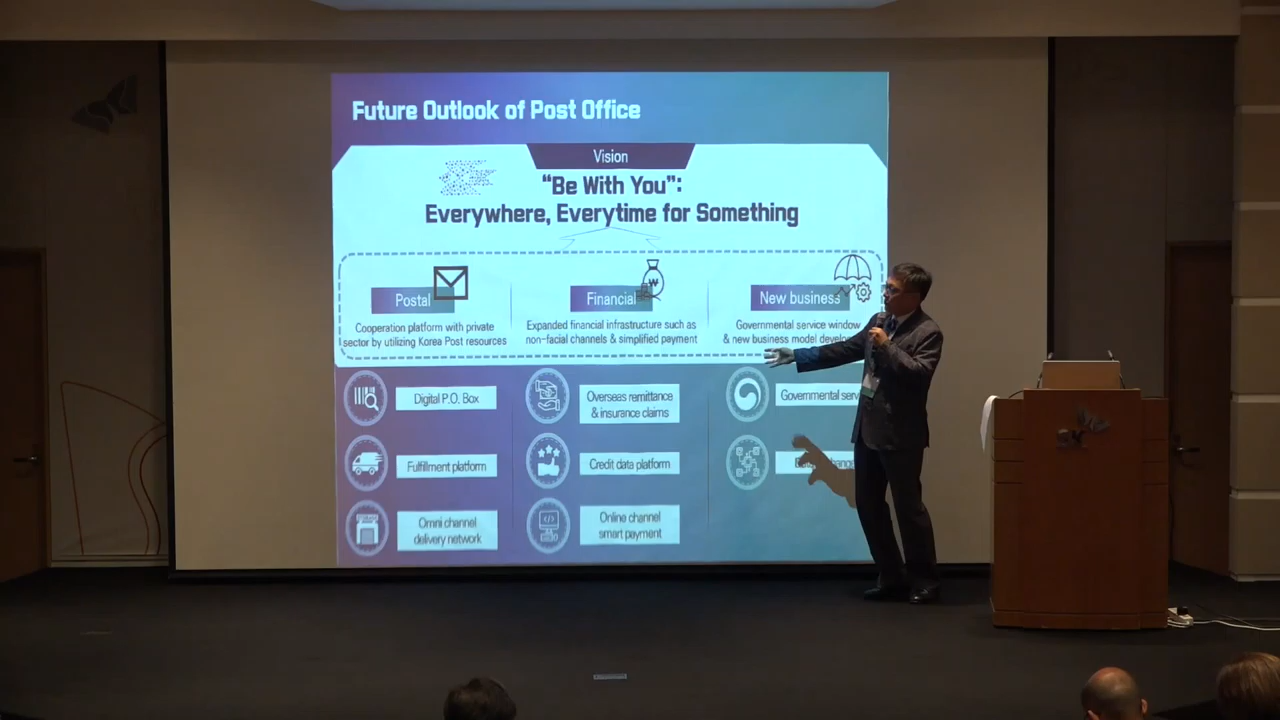 Future Outlook of Post Office
Vision
“Be With You”:
Everywhere, Everytime for Something
Postal
Financial
New business
Cooperation platform with private
sector by utilizing Korea Post resources
Expanded financial infrastructure such as
non-facial channels & simplified payment
Governmental service window
& new business model
Digital P.O. Box
Overseas remittance
& insurance claims
Governmental
Fulfillment platform
Credit data platform
Omni channel
delivery network
Online channel
smart payment